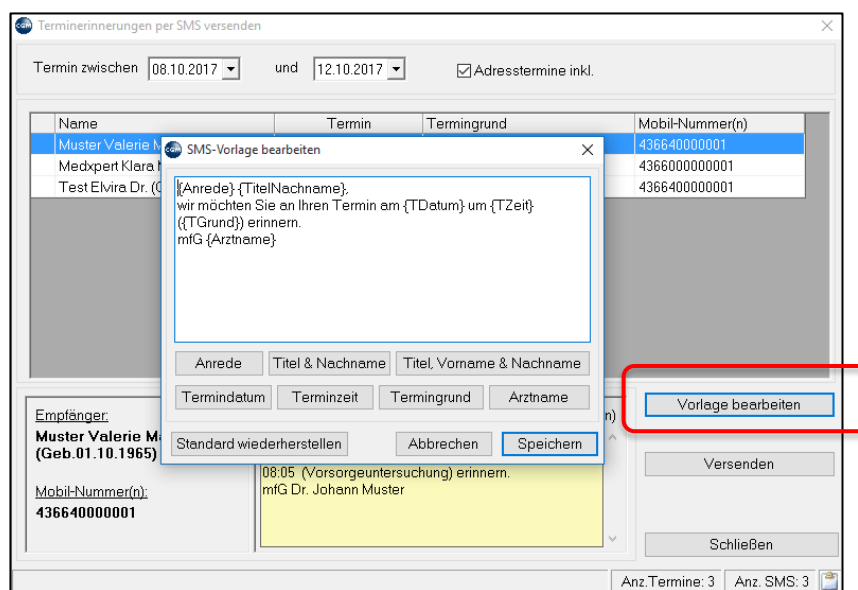 CGM Terminerinnerungen per SMS versenden
Termin zwischen 08.10.2017 und 12.10.2017 Adresstermine inkl.
Name Termin Termingrund Mobil-Nummer(n)
Muster Valerie M 436640000001
Medxpert Klara 4366000000001
Test Elvira Dr. ( 4366400000001
CGM SMS-Vorlage bearbeiten
{Anrede} {TitelNachname},
wir möchten Sie an Ihren Termin am {TDatum} um {TZeit}
({TGrund}) erinnern.
mfG {Arztname}
Anrede Titel & Nachname Titel, Vorname & Nachname
Termindatum Terminzeit Termingrund Arztname
Standard wiederherstellen Abbrechen Speichern
Empfänger: n)
Muster Valerie M
(Geb.01.10.1965)
08:05 (Vorsorgeuntersuchung) erinnern.
mfG Dr. Johann Muster
Mobil-Nummer(n):
436640000001
Vorlage bearbeiten
Versenden
Schließen
Anz.Termine: 3 Anz. SMS: 3